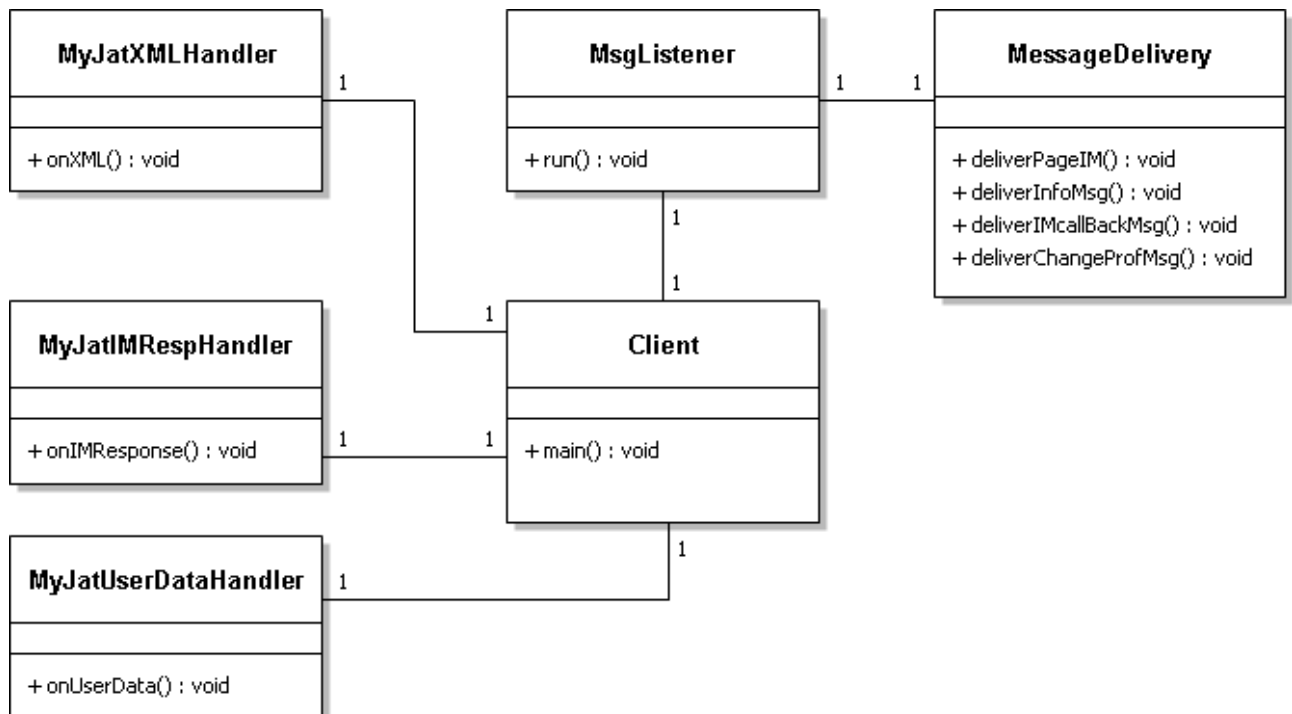 MyJatXMLHandler
+ onXML() : void
1
MsgListener
+ run() : void
1
1
MessageDelivery
+ deliverPageIM() : void
+ deliverInfoMsg() : void
+ deliverIMcallBackMsg() : void
+ deliverChangeProfMsg() : void
1
1
1
MyJatIMRespHandler
+ onIMResponse() : void
1
1
Client
+ main() : void
1
MyJatUserDataHandler
+ onUserData() : void
1